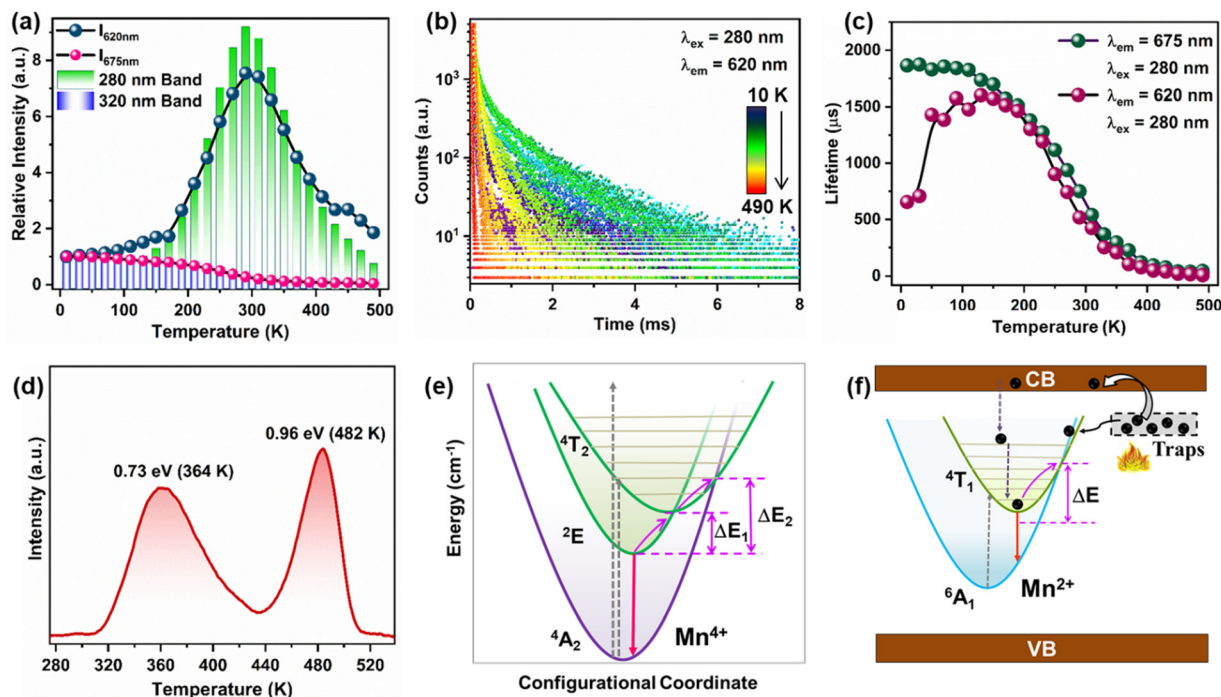 (a)
I620nm
I675nm
280 nm Band
320 nm Band
Relative Intensity (a.u.)
8
6
4
2
0
0 100 200 300 400 500
Temperature (K)
(b)
λex = 280 nm
λem = 620 nm
10 K
490 K
Counts (a.u.)
10³
10²
10¹
0 2 4 6 8
Time (ms)
(c)
λem = 675 nm
λex = 280 nm
λem = 620 nm
λex = 280 nm
Lifetime (µs)
2000
1750
1500
1250
1000
750
500
250
0
0 100 200 300 400 500
Temperature (K)
(d)
0.73 eV (364 K)
0.96 eV (482 K)
Intensity (a.u.)
280 320 360 400 440 480 520
Temperature (K)
(e)
Energy (cm⁻¹)
⁴T₂
²E
⁴A₂
ΔE₁
ΔE₂
Mn⁴⁺
Configurational Coordinate
(f)
CB
Traps
⁴T₁
ΔE
⁶A₁
Mn²⁺
VB